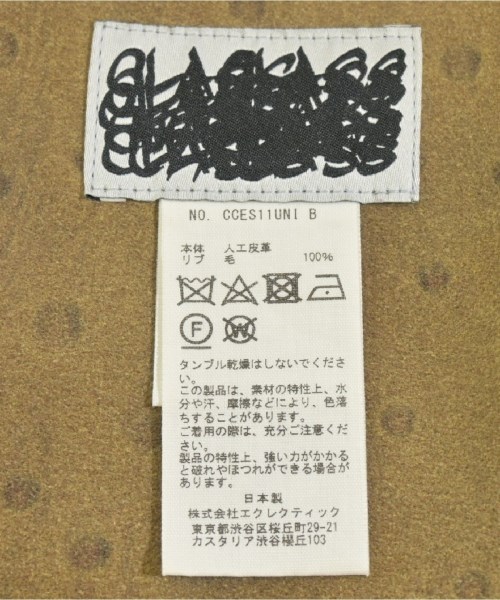 NO. CCES11UNI B
本体 人工皮革
リブ 毛 100%
F
W
タンブル乾燥はしないでくださ
い。
この製品は、素材の特性上、水
分や汗、摩擦などにより、色落
ちすることがあります。
ご着用の際は、充分ご注意くだ
さい。
製品の特性上、強い力がかかる
と破れやほつれができる場合が
あります。
日本製
株式会社エクレクティック
東京都渋谷区桜丘町29-21
カスタリア渋谷櫻丘103